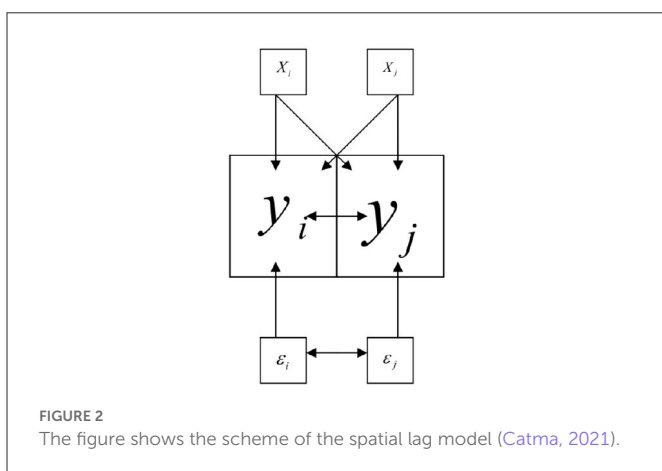 X_i X_j
y_i y_j
ε_i ε_j
FIGURE 2
The figure shows the scheme of the spatial lag model (Catma, 2021).